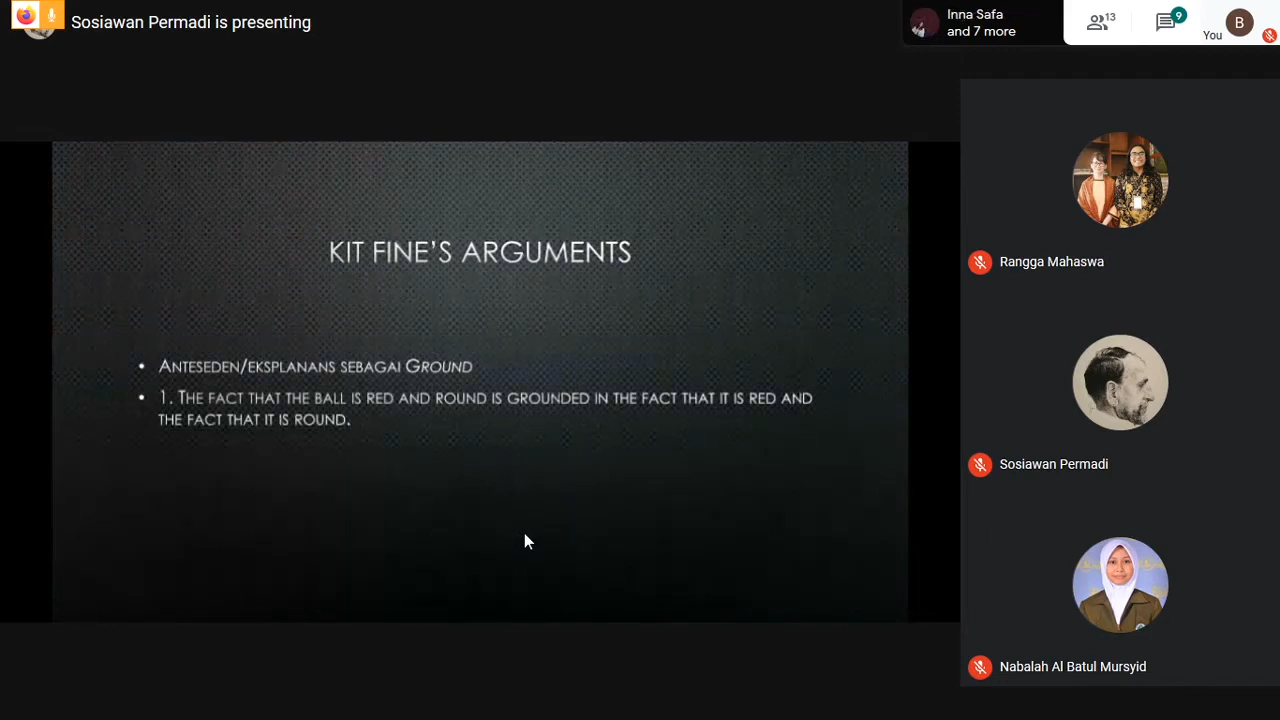 Sosiawan Permadi is presenting
Inna Safa
and 7 more
13
9
You
B
KIT FINE'S ARGUMENTS
• ANTESEDEN/EKSPLANANS SEBAGAI GROUND
• 1. THE FACT THAT THE BALL IS RED AND ROUND IS GROUNDED IN THE FACT THAT IT IS RED AND
THE FACT THAT IT IS ROUND.
Rangga Mahaswa
Sosiawan Permadi
Nabalah Al Batul Mursyid